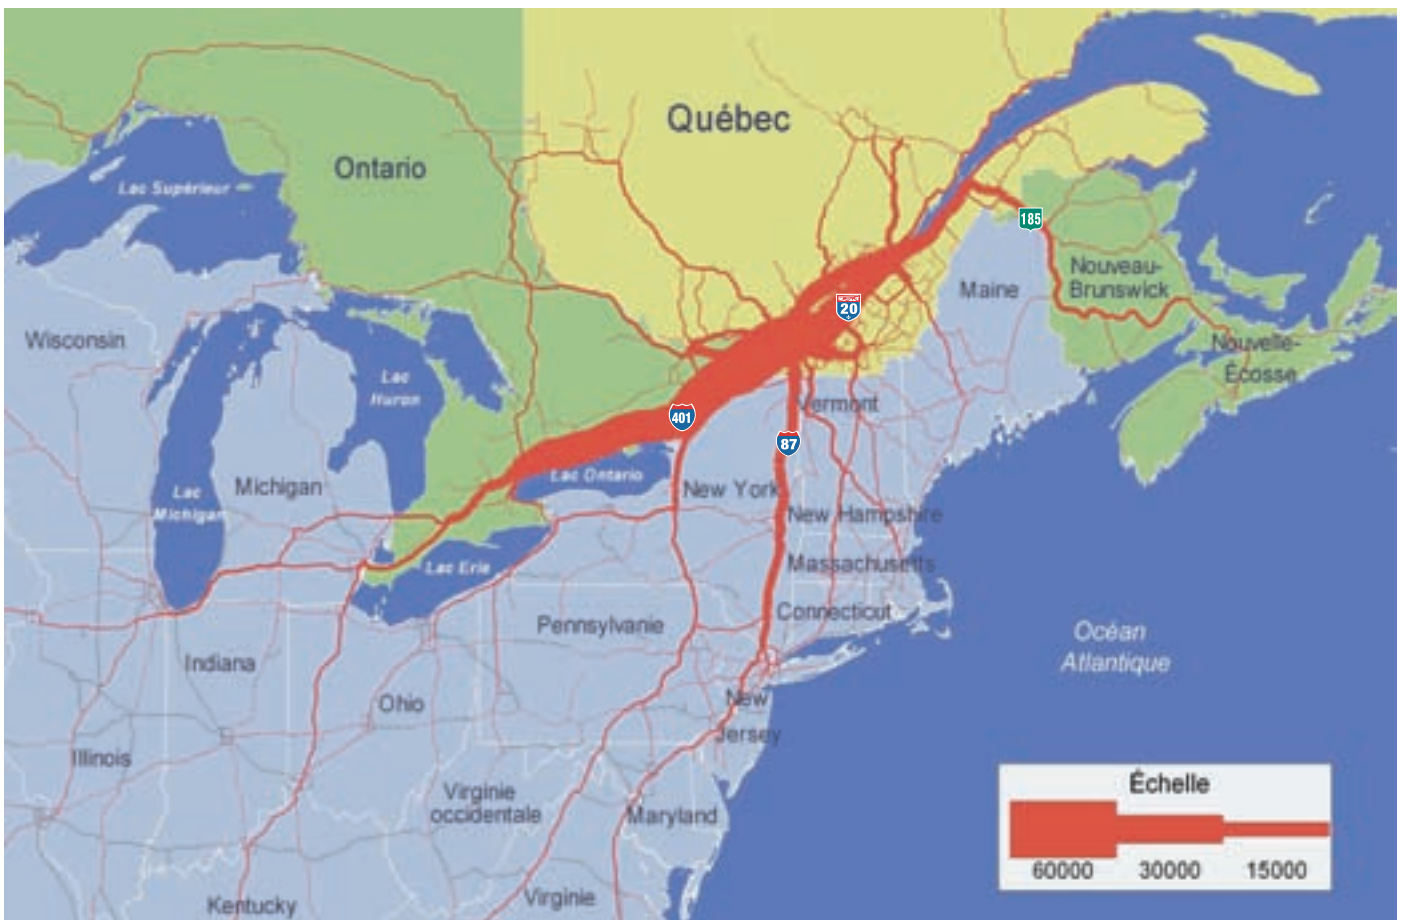 Québec
Ontario
Lac Supérieur
185
Nouveau-
Brunswick
Maine
20
Wisconsin
Nouvelle-
Écosse
Lac
Huron
Vermont
401
87
Lac Ontario
Michigan
New York
Lac
Michigan
New Hampshire
Massachusetts
Lac Erie
Connecticut
Pennsylvanie
Océan
Atlantique
Indiana
Ohio
New
Jersey
Illinois
Virginie
occidentale
Maryland
Virginie
Kentucky
Échelle
60000 30000 15000